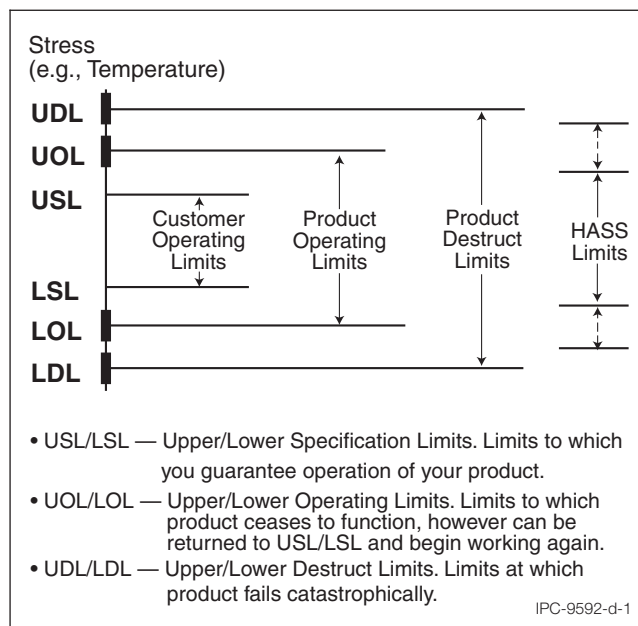 Stress
(e.g., Temperature)
UDL
UOL
USL
Customer
Operating
Limits
Product
Operating
Limits
Product
Destruct
Limits
HASS
Limits
LSL
LOL
LDL
• USL/LSL — Upper/Lower Specification Limits. Limits to which
you guarantee operation of your product.
• UOL/LOL — Upper/Lower Operating Limits. Limits to which
product ceases to function, however can be
returned to USL/LSL and begin working again.
• UDL/LDL — Upper/Lower Destruct Limits. Limits at which
product fails catastrophically.
IPC-9592-d-1